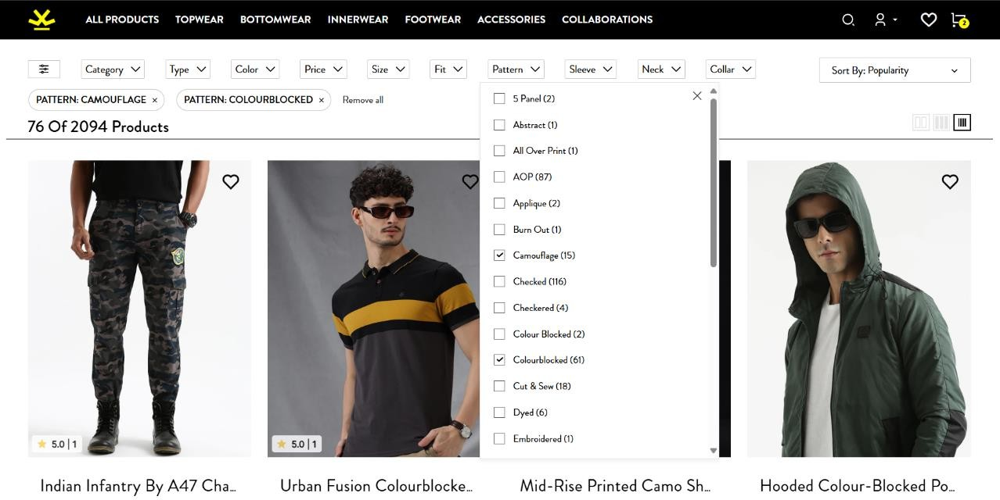 ALL PRODUCTS TOPWEAR BOTTOMWEAR INNERWEAR FOOTWEAR ACCESSORIES COLLABORATIONS
2
Category Type Color Price Size Fit Pattern Sleeve Neck Collar Sort By: Popularity
PATTERN: CAMOUFLAGE × PATTERN: COLOURBLOCKED × Remove all
76 Of 2094 Products
5 Panel (2)
Abstract (1)
All Over Print (1)
AOP (87)
Applique (2)
Burn Out (1)
Camouflage (15)
Checked (116)
Checkered (4)
Colour Blocked (2)
Colourblocked (61)
Cut & Sew (18)
Dyed (6)
Embroidered (1)
5.0 | 1
5.0 | 1
Indian Infantry By A47 Cha...
Urban Fusion Colourblocke...
Mid-Rise Printed Camo Sh...
Hooded Colour-Blocked Po...